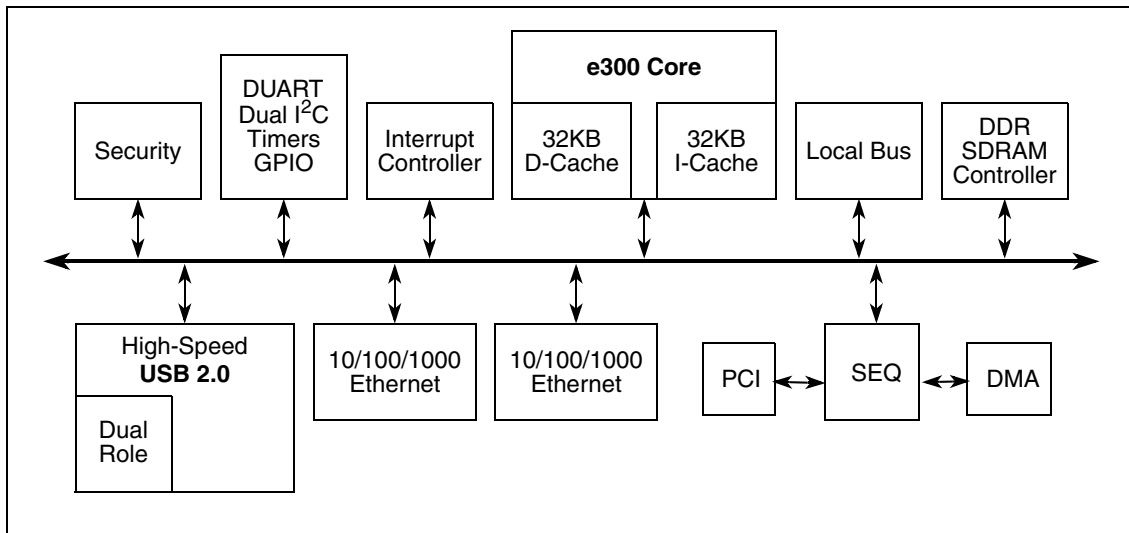 Security
DUART
Dual I²C
Timers
GPIO
Interrupt
Controller
e300 Core
32KB
D-Cache
32KB
I-Cache
Local Bus
DDR
SDRAM
Controller
High-Speed
USB 2.0
Dual
Role
10/100/1000
Ethernet
10/100/1000
Ethernet
PCI
SEQ
DMA